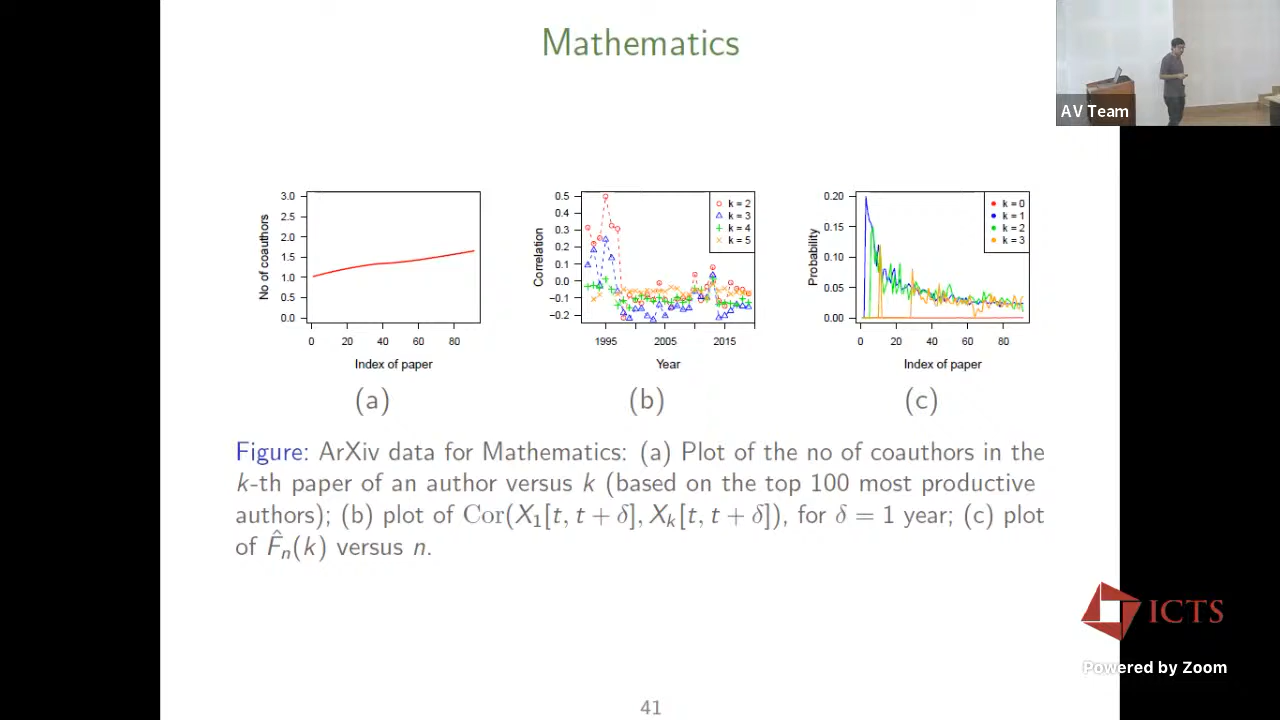 Mathematics
AV Team
3.0
2.5
2.0
1.5
1.0
0.5
0.0
No of coauthors
0 20 40 60 80
Index of paper
(a)
0.5
0.4
0.3
0.2
0.1
0.0
−0.1
−0.2
Correlation
k = 2
k = 3
k = 4
k = 5
1995 2005 2015
Year
(b)
0.20
0.15
0.10
0.05
0.00
Probability
k = 0
k = 1
k = 2
k = 3
0 20 40 60 80
Index of paper
(c)
Figure: ArXiv data for Mathematics: (a) Plot of the no of coauthors in the
k-th paper of an author versus k (based on the top 100 most productive
authors); (b) plot of Cor(X₁[t, t + δ], Xₖ[t, t + δ]), for δ = 1 year; (c) plot
of F̂ₙ(k) versus n.
ICTS
Powered by Zoom
41